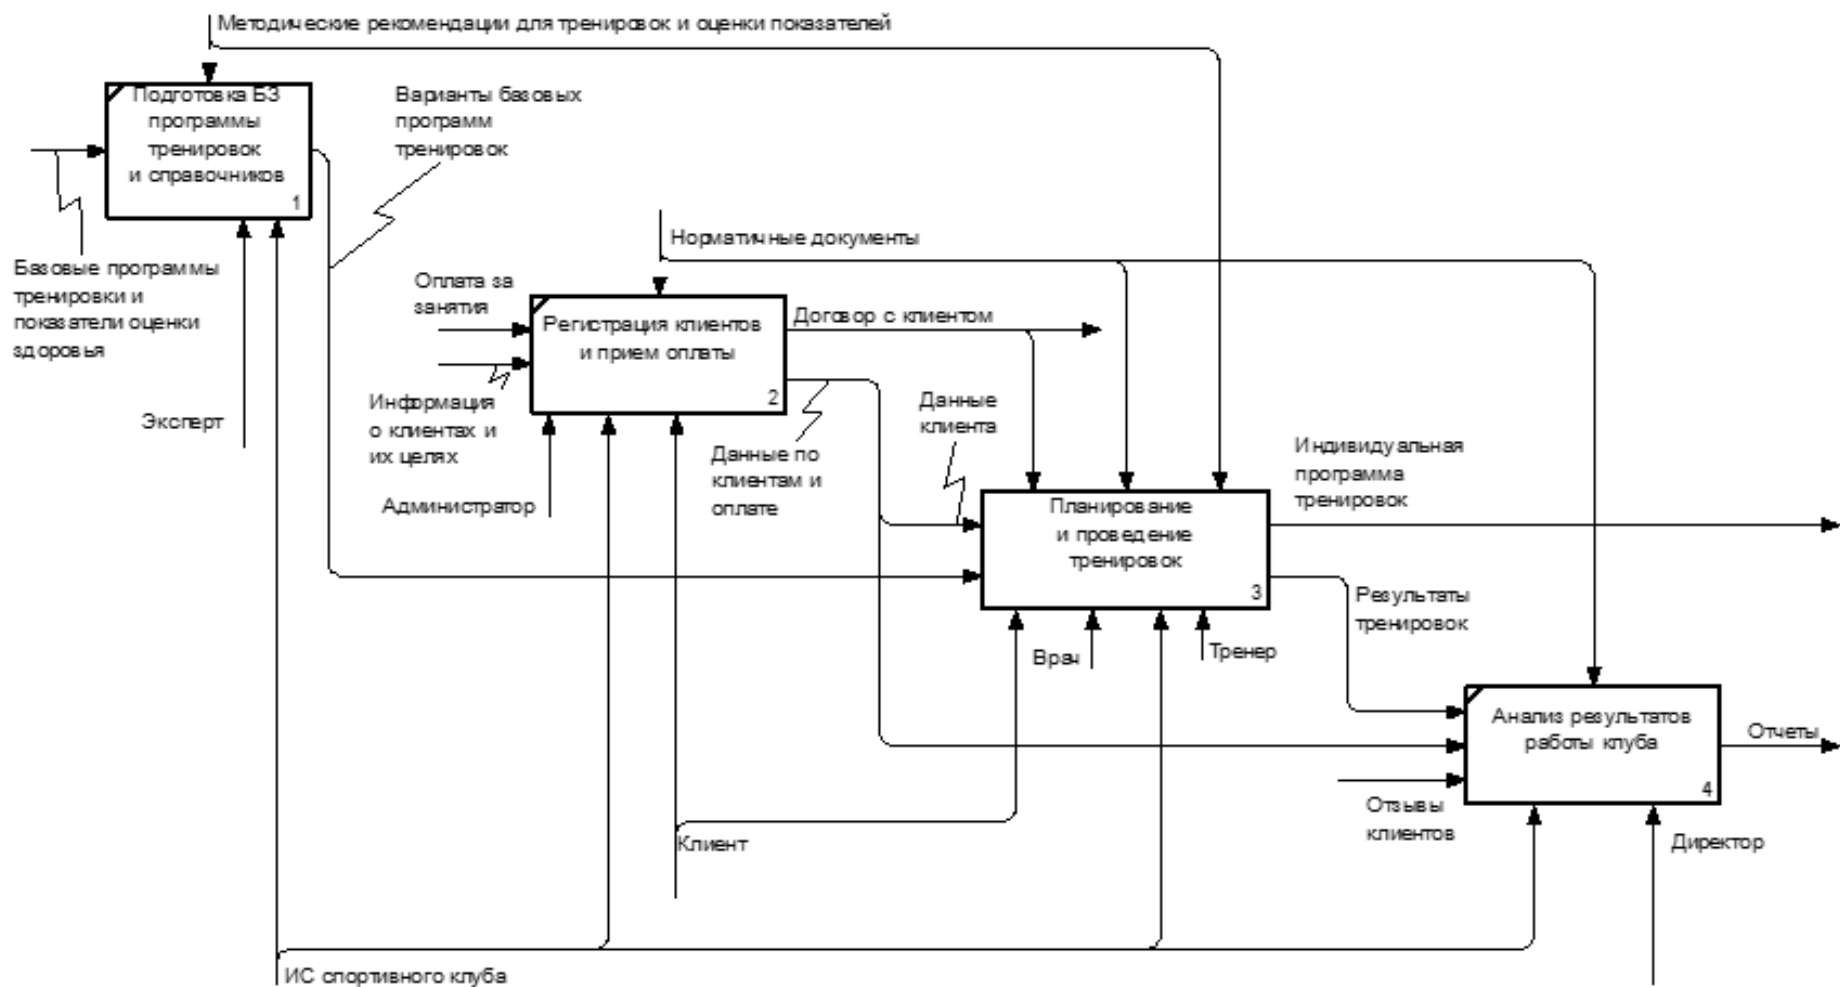 Методические рекомендации для тренировок и оценки показателей
Подготовка БЗ
программы
тренировок
и справочников
1
Варианты базовых
программ
тренировок
Базовые программы
тренировки и
показатели оценки
здоровья
Эксперт
Норматичные документы
Оплата за
занятия
Регистрация клиентов
и прием оплаты
2
Договор с клиентом
Информация
о клиентах и
их целях
Администратор
Данные по
клиентам и
оплате
Данные
клиента
Планирование
и проведение
тренировок
3
Индивидуальная
программа
тренировок
Результаты
тренировок
Врач
Тренер
Анализ результатов
работы клуба
4
Отчеты
Отзывы
клиентов
Клиент
Директор
ИС спортивного клуба